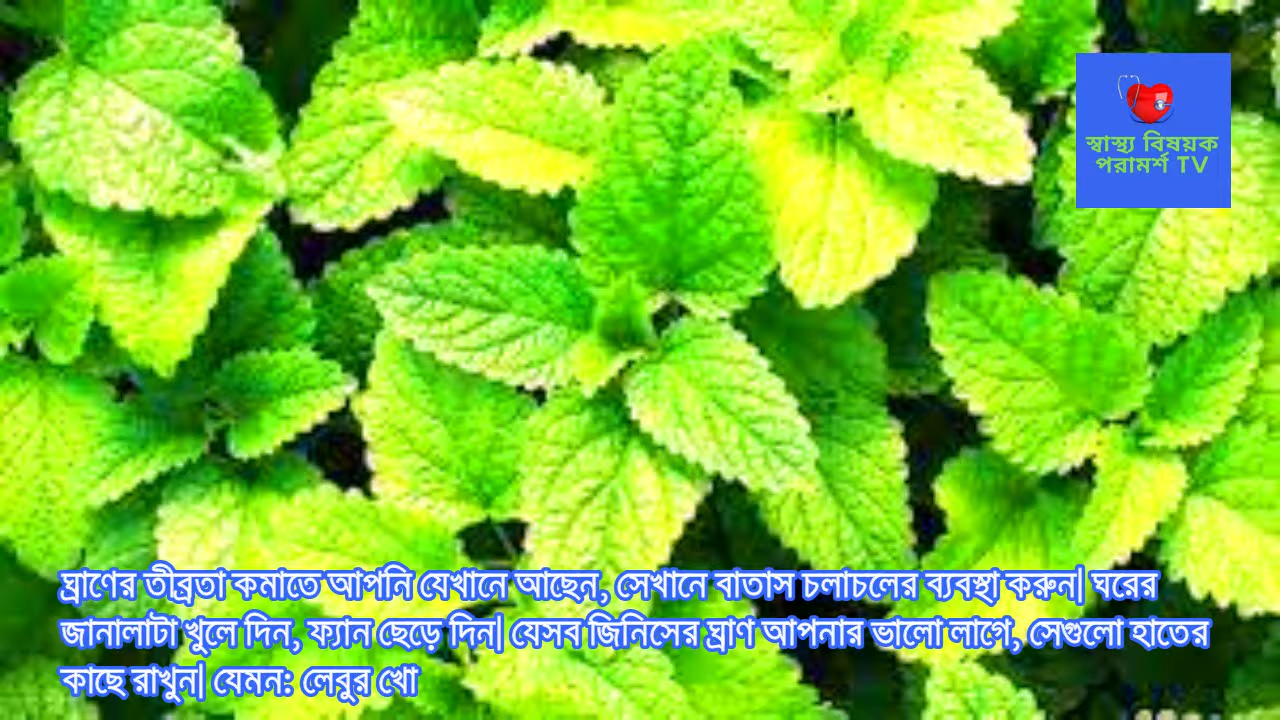 স্বাস্থ্য বিষয়ক
পরামর্শ TV
ঘ্রাণের তীব্রতা কমাতে আপনি যেখানে আছেন, সেখানে বাতাস চলাচলের ব্যবস্থা করুন| ঘরের
জানালাটা খুলে দিন, ফ্যান ছেড়ে দিন| যেসব জিনিসের ঘ্রাণ আপনার ভালো লাগে, সেগুলো হাতের
কাছে রাখুন| যেমন: লেবুর খো